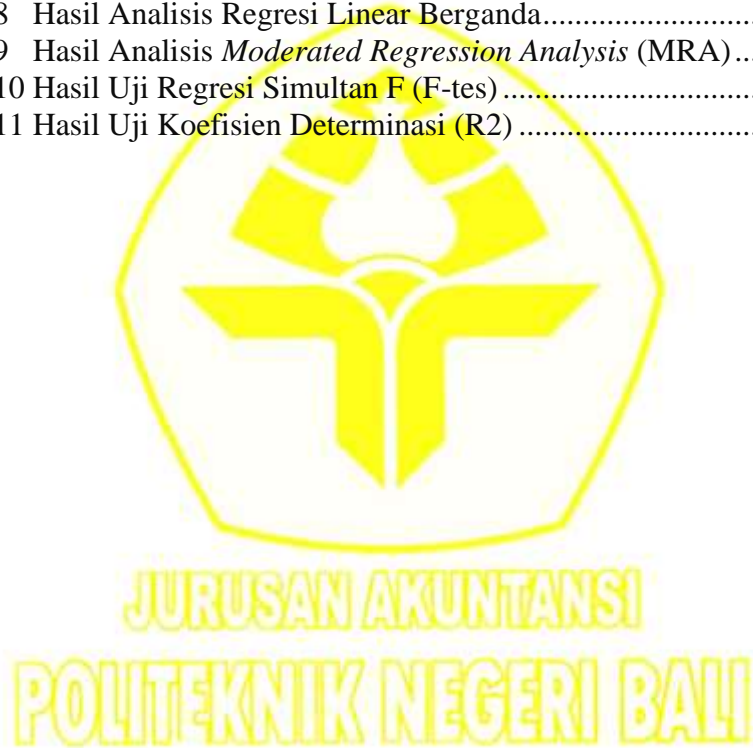 8 Hasil Analisis Regresi Linear Berganda..............................
9 Hasil Analisis Moderated Regression Analysis (MRA)...
10 Hasil Uji Regresi Simultan F (F-tes)....................................
11 Hasil Uji Koefisien Determinasi (R2)..................................
JURUSAN AKUNTANSI
POLITEKNIK NEGERI BALI